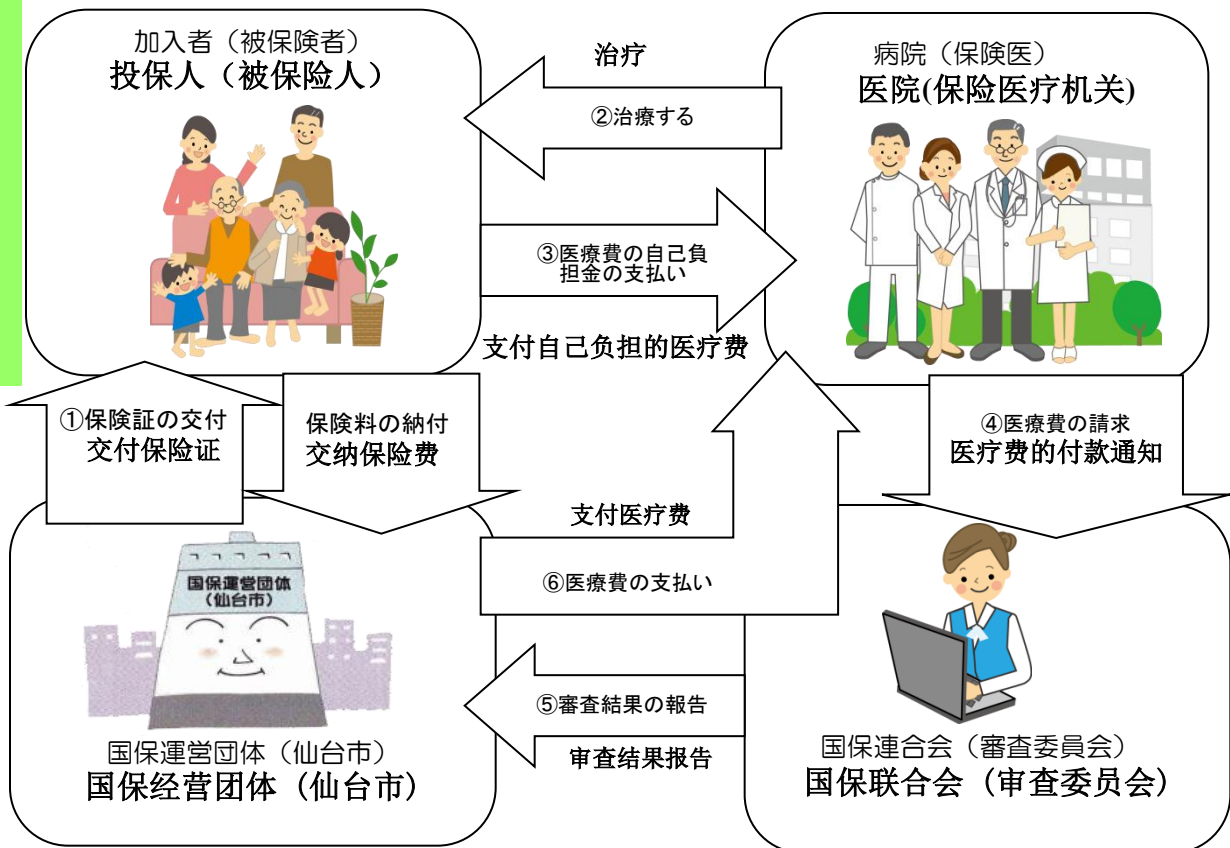 加入者（被保険者）
投保人（被保险人）
治疗
②治療する
病院（保険医）
医院(保险医疗机关)
③医療費の自己負
担金の支払い
支付自己负担的医疗费
①保険証の交付
交付保险证
保険料の納付
交纳保险费
④医療費の請求
医疗费的付款通知
支付医疗费
⑥医療費の支払い
国保運営団体
（仙台市）
⑤審査結果の報告
审查结果报告
国保運営団体（仙台市）
国保经营团体（仙台市）
国保連合会（審査委員会）
国保联合会（审查委员会）